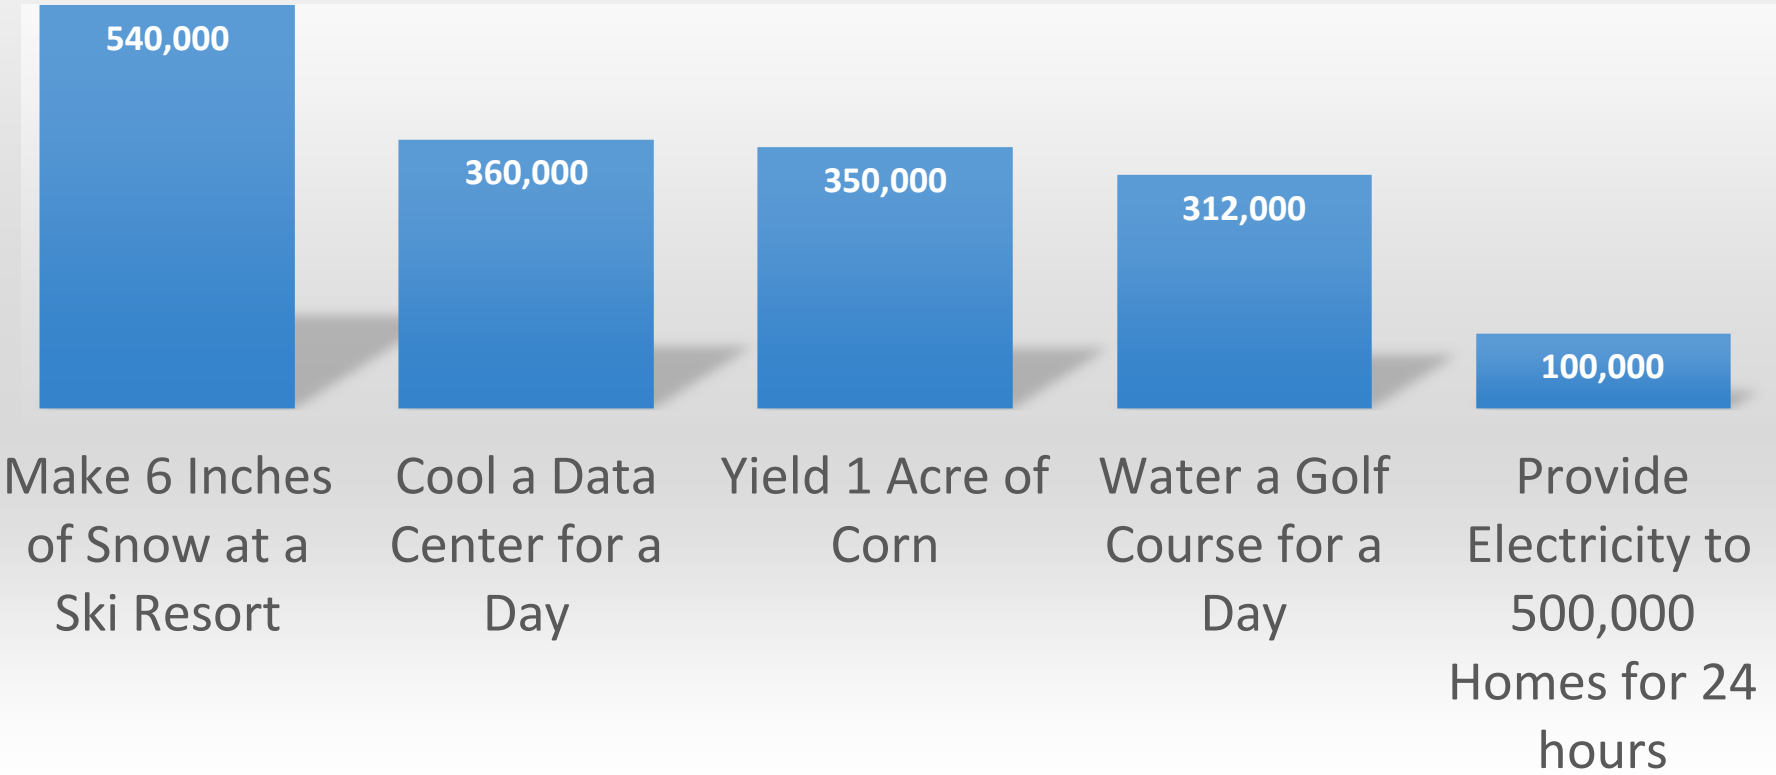 540,000
360,000
350,000
312,000
100,000
Make 6 Inches
of Snow at a
Ski Resort
Cool a Data
Center for a
Day
Yield 1 Acre of
Corn
Water a Golf
Course for a
Day
Provide
Electricity to
500,000
Homes for 24
hours